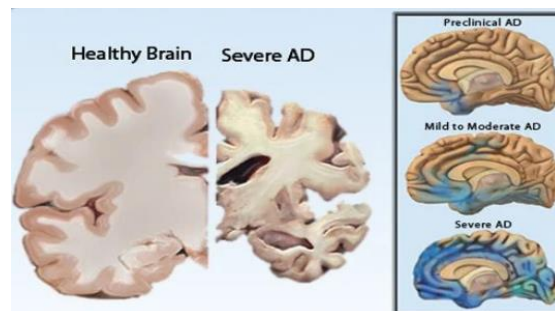 Healthy Brain
Severe AD
Preclinical AD
Mild to Moderate AD
Severe AD